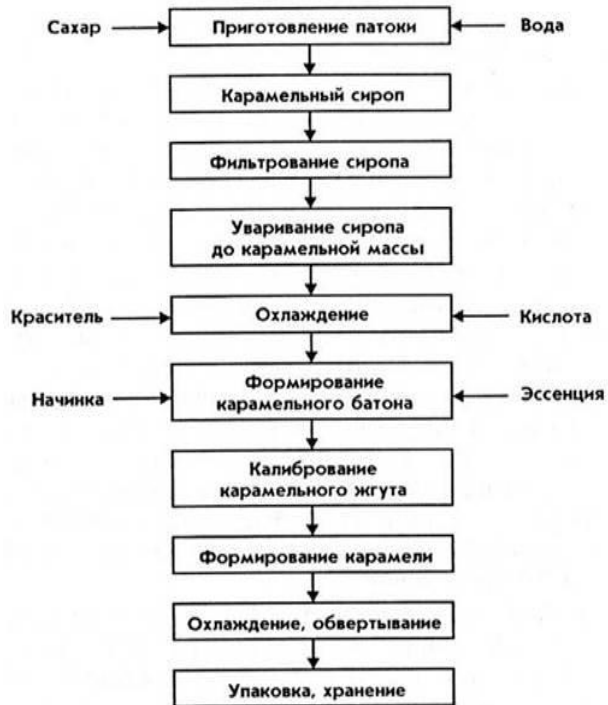 Сахар
Приготовление патоки
Вода
Карамельный сироп
Фильтрование сиропа
Уваривание сиропа
до карамельной массы
Краситель
Охлаждение
Кислота
Начинка
Формирование
карамельного батона
Эссенция
Калибрование
карамельного жгута
Формирование карамели
Охлаждение, обвертывание
Упаковка, хранение